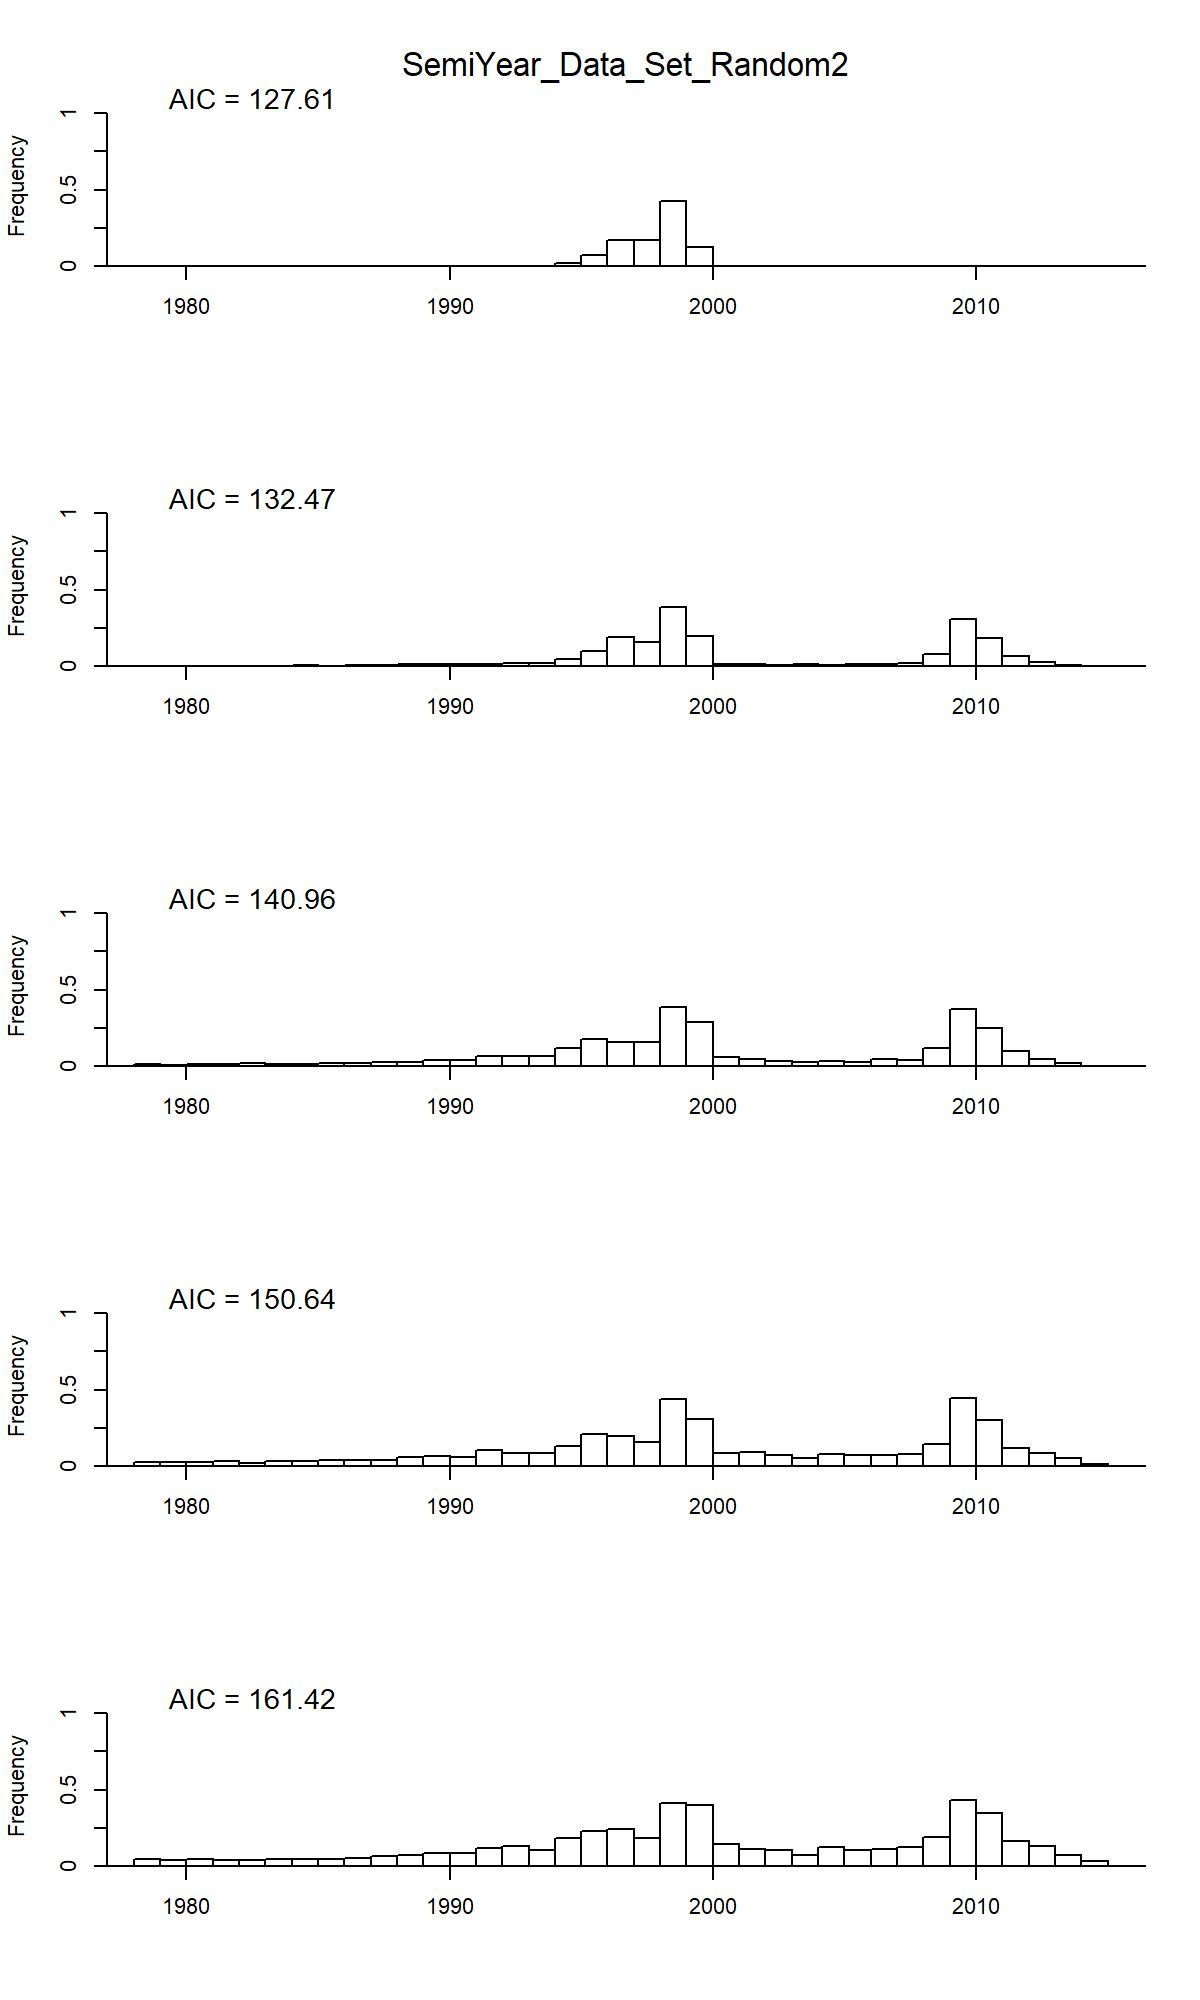 SemiYear_Data_Set_Random2
AIC = 127.61
Frequency
1
0.5
0
1980 1990 2000 2010
AIC = 132.47
Frequency
1
0.5
0
1980 1990 2000 2010
AIC = 140.96
Frequency
1
0.5
0
1980 1990 2000 2010
AIC = 150.64
Frequency
1
0.5
0
1980 1990 2000 2010
AIC = 161.42
Frequency
1
0.5
0
1980 1990 2000 2010